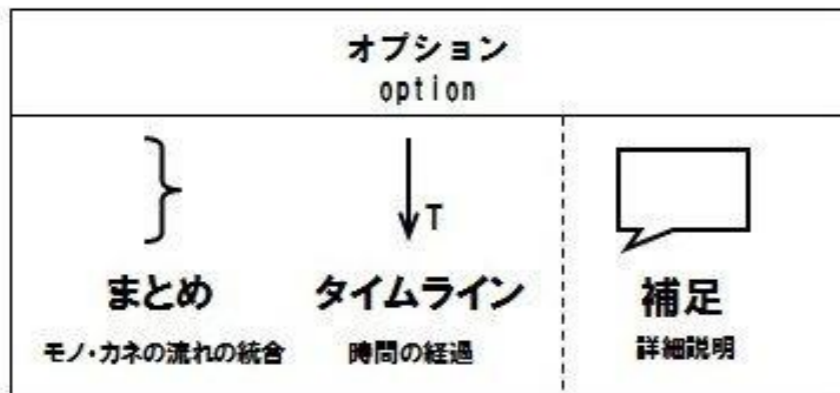 オプション
option
T
まとめ
タイムライン
補足
モノ・カネの流れの統合
時間の経過
詳細説明